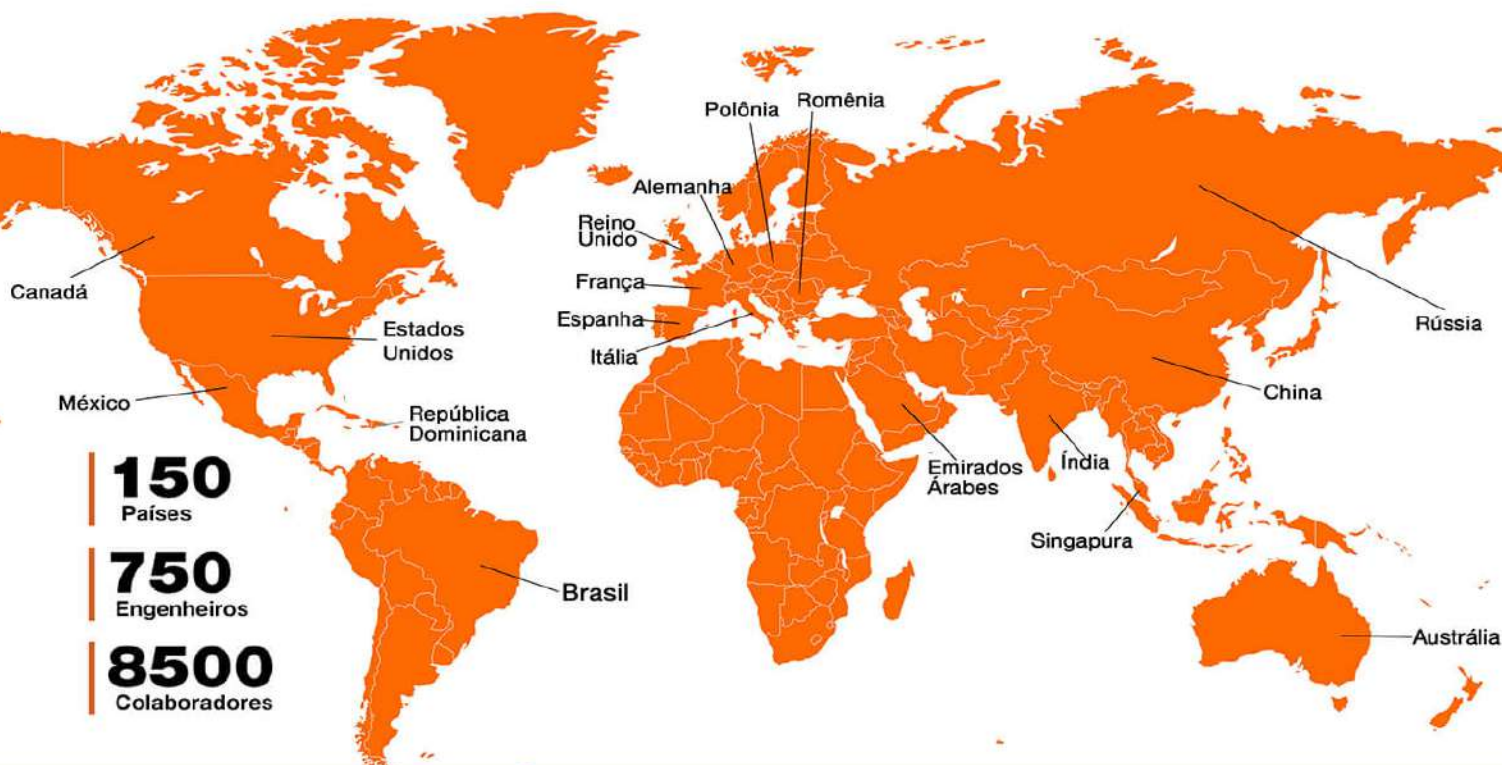 Polônia
Romênia
Alemanha
Reino
Unido
França
Espanha
Itália
Canadá
Estados
Unidos
México
República
Dominicana
Rússia
China
Emirados
Árabes
Índia
Singapura
Brasil
Austrália
150
Países
750
Engenheiros
8500
Colaboradores